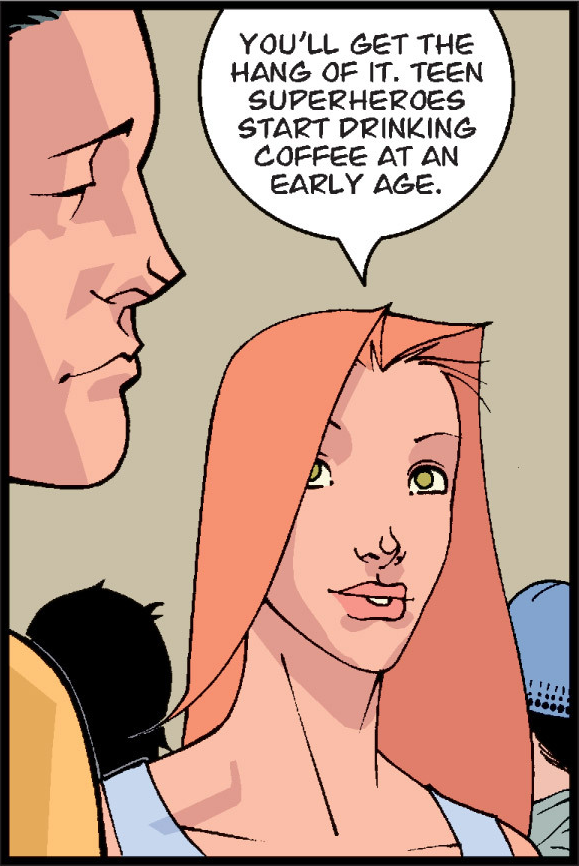 YOU'LL GET THE
HANG OF IT. TEEN
SUPERHEROES
START DRINKING
COFFEE AT AN
EARLY AGE.